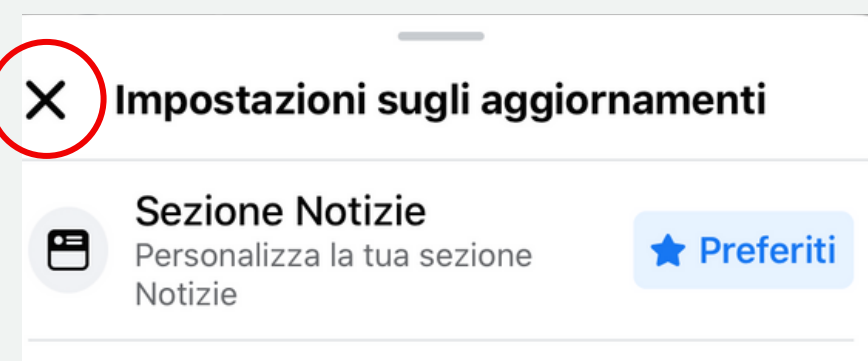 Impostazioni sugli aggiornamenti
Sezione Notizie
Personalizza la tua sezione
Notizie
Preferiti